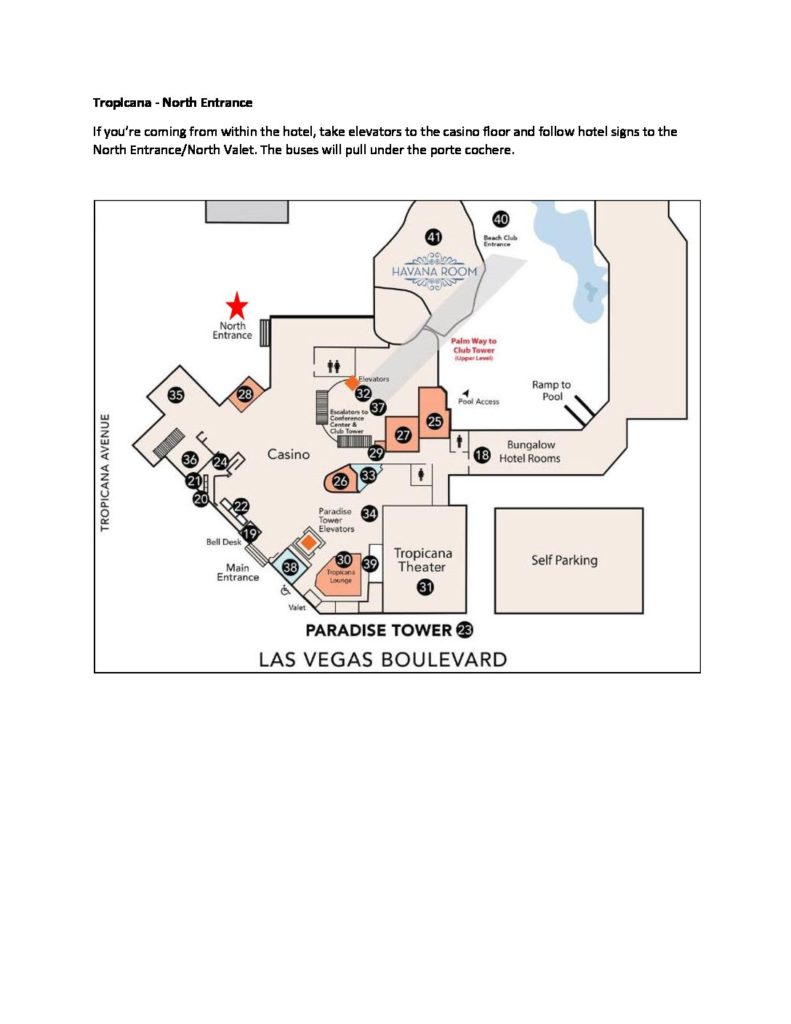 Tropicana - North Entrance
If you're coming from within the hotel, take elevators to the casino floor and follow hotel signs to the
North Entrance/North Valet. The buses will pull under the porte cochere.
40
Beach Club
Entrance
41
HAVANA ROOM
North
Entrance
Palm Way to
Club Tower
(Upper Level)
Elevators
32
37
Escalators to
Conference
Center &
Club Tower
Pool Access
Ramp to
Pool
35
28
25
27
29
Casino
18
Bungalow
Hotel Rooms
36
24
21
20
22
19
26
33
34
Paradise
Tower
Elevators
Bell Desk
Main
Entrance
38
30
Tropicana
Lounge
39
Tropicana
Theater
31
Self Parking
Valet
TROPICANA AVENUE
PARADISE TOWER 23
LAS VEGAS BOULEVARD